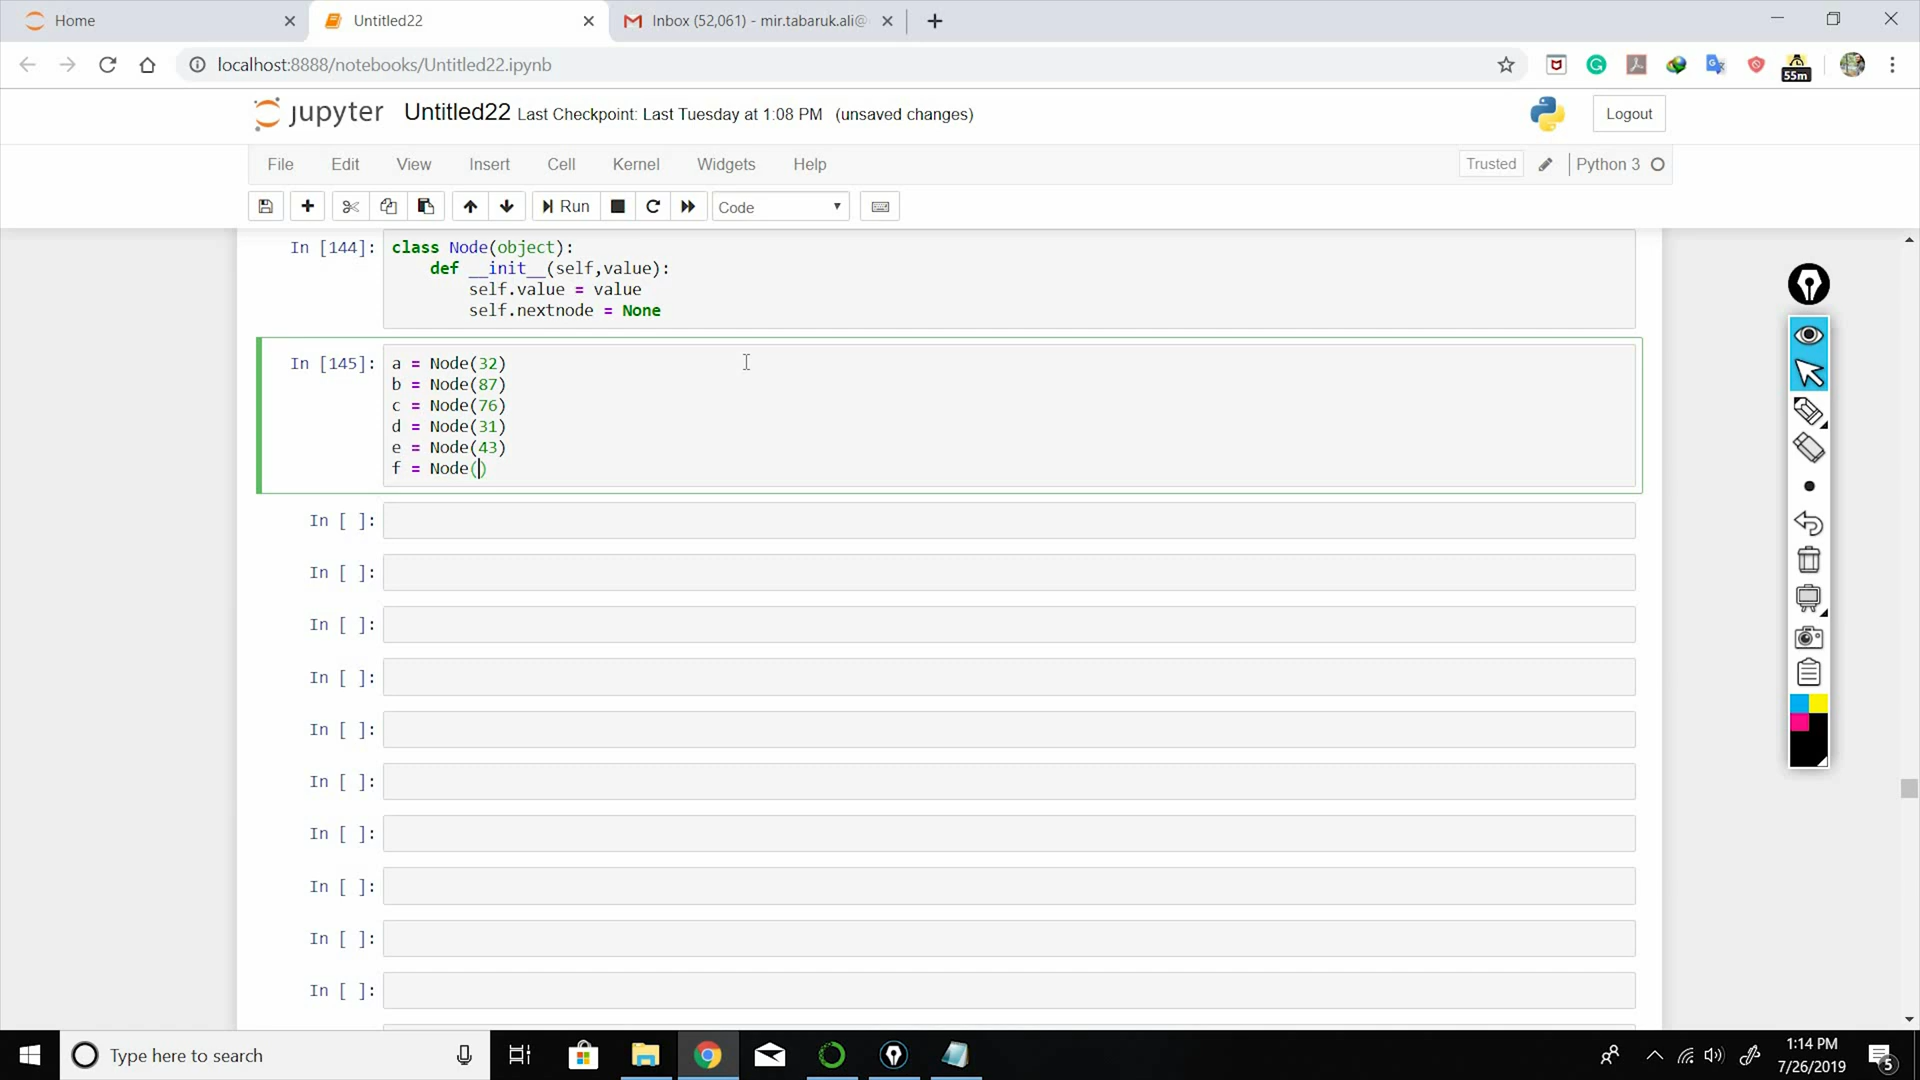 Home
Untitled22
Inbox (52,061) - mir.tabaruk.ali@
localhost:8888/notebooks/Untitled22.ipynb
55m
jupyter Untitled22 Last Checkpoint: Last Tuesday at 1:08 PM (unsaved changes)
Logout
File Edit View Insert Cell Kernel Widgets Help
Trusted
Python 3
Run
Code
In [144]: class Node(object):
def __init__(self,value):
self.value = value
self.nextnode = None
In [145]: a = Node(32)
b = Node(87)
c = Node(76)
d = Node(31)
e = Node(43)
f = Node()
In [ ]:
In [ ]:
In [ ]:
In [ ]:
In [ ]:
In [ ]:
In [ ]:
In [ ]:
In [ ]:
In [ ]:
Type here to search
1:14 PM
7/26/2019
5